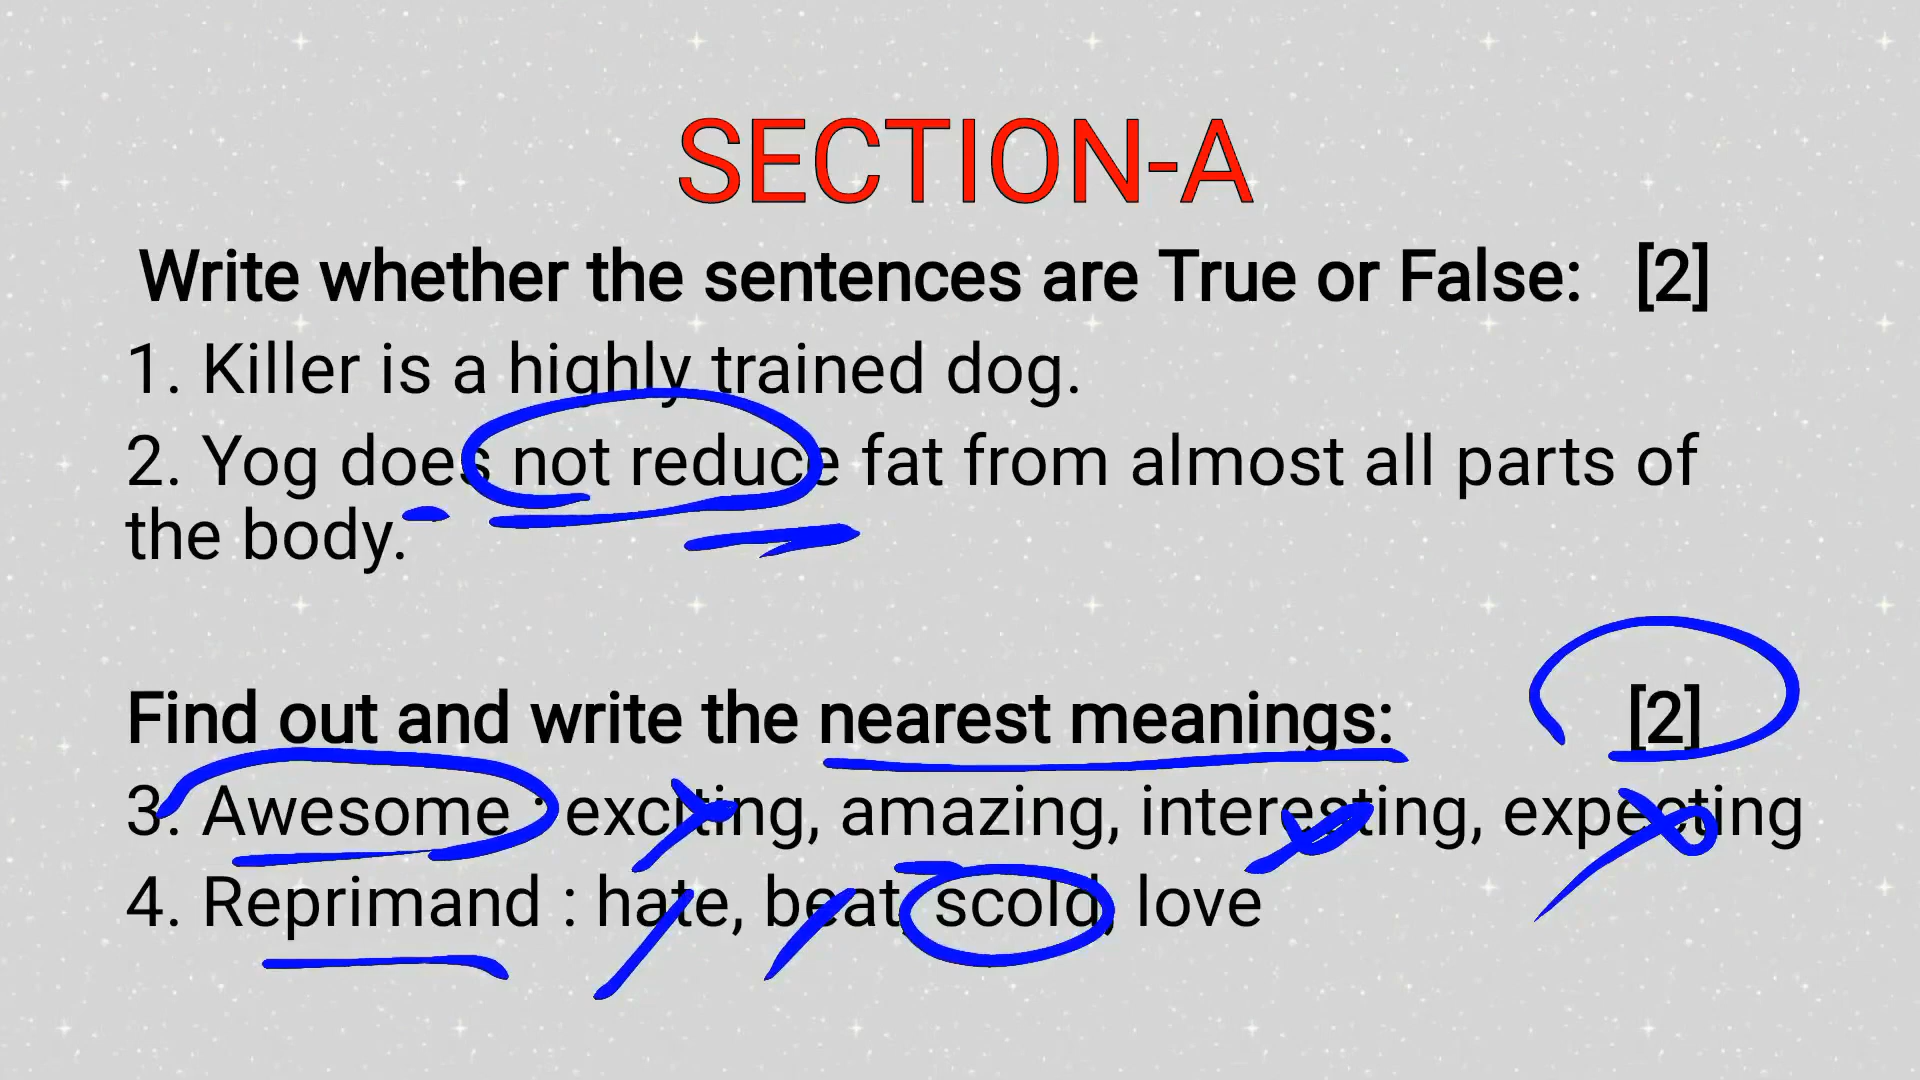 SECTION-A
Write whether the sentences are True or False: [2]
1. Killer is a highly trained dog.
2. Yog does not reduce fat from almost all parts of
the body.
Find out and write the nearest meanings: [2]
3. Awesome : exciting, amazing, interesting, expecting
4. Reprimand : hate, beat, scold, love